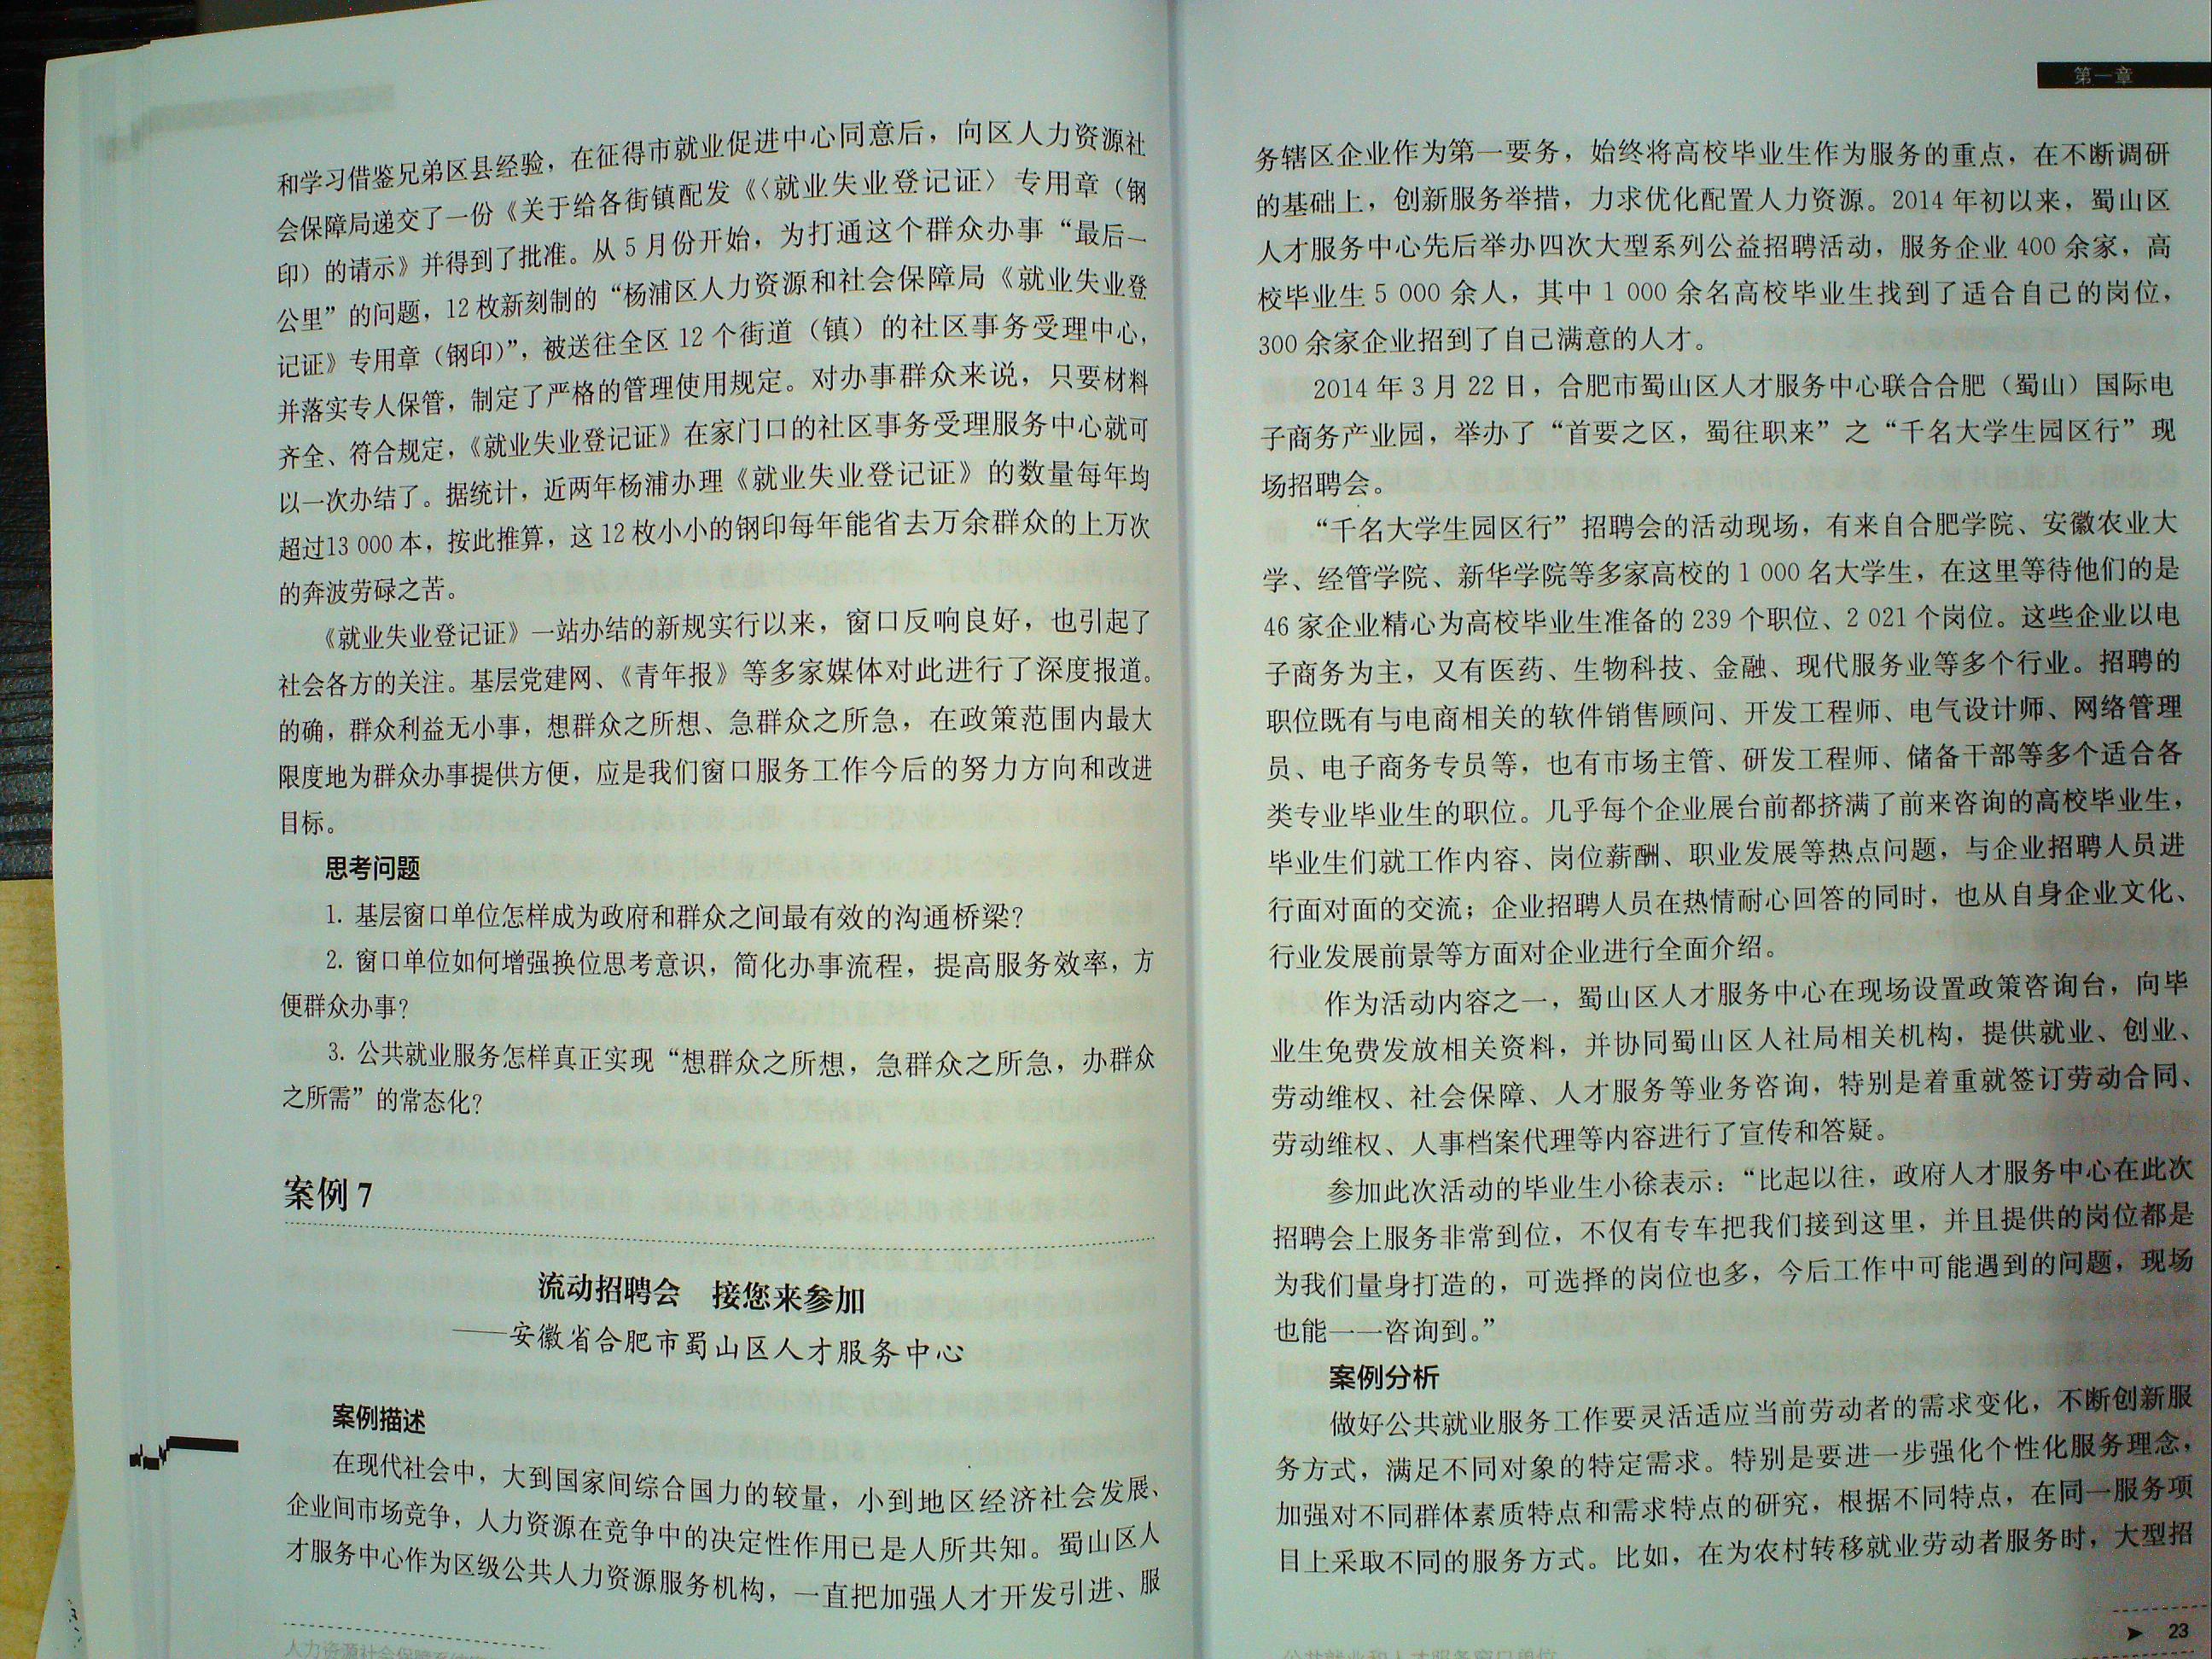 和学习借鉴兄弟区县经验，在征得市就业促进中心同意后，向区人力资源社
会保障局递交了一份《关于给各街镇配发《〈就业失业登记证〉专用章（钢
印）的请示》并得到了批准。从 5 月份开始，为打通这个群众办事“最后一
公里”的问题，12 枚新刻制的“杨浦区人力资源和社会保障局《就业失业登
记证》专用章（钢印）”，被送往全区 12 个街道（镇）的社区事务受理中心，
并落实专人保管，制定了严格的管理使用规定。对办事群众来说，只要材料
齐全、符合规定，《就业失业登记证》在家门口的社区事务受理服务中心就可
以一次办结了。据统计，近两年杨浦办理《就业失业登记证》的数量每年均
超过13 000 本，按此推算，这 12 枚小小的钢印每年能省去万余群众的上万次
的奔波劳碌之苦。
《就业失业登记证》一站办结的新规实行以来，窗口反响良好，也引起了
社会各方的关注。基层党建网、《青年报》等多家媒体对此进行了深度报道。
的确，群众利益无小事，想群众之所想、急群众之所急，在政策范围内最大
限度地为群众办事提供方便，应是我们窗口服务工作今后的努力方向和改进
目标。
思考问题
1. 基层窗口单位怎样成为政府和群众之间最有效的沟通桥梁？
2. 窗口单位如何增强换位思考意识，简化办事流程，提高服务效率，方
便群众办事？
3. 公共就业服务怎样真正实现“想群众之所想，急群众之所急，办群众
之所需”的常态化？
案例 7
流动招聘会　接您来参加
——安徽省合肥市蜀山区人才服务中心
案例描述
在现代社会中，大到国家间综合国力的较量，小到地区经济社会发展、
企业间市场竞争，人力资源在竞争中的决定性作用已是人所共知。蜀山区人
才服务中心作为区级公共人力资源服务机构，一直把加强人才开发引进、服
第一章
务辖区企业作为第一要务，始终将高校毕业生作为服务的重点，在不断调研
的基础上，创新服务举措，力求优化配置人力资源。2014 年初以来，蜀山区
人才服务中心先后举办四次大型系列公益招聘活动，服务企业 400 余家，高
校毕业生 5 000 余人，其中 1 000 余名高校毕业生找到了适合自己的岗位，
300 余家企业招到了自己满意的人才。
2014 年 3 月 22 日，合肥市蜀山区人才服务中心联合合肥（蜀山）国际电
子商务产业园，举办了“首要之区，蜀往职来”之“千名大学生园区行”现
场招聘会。
“千名大学生园区行”招聘会的活动现场，有来自合肥学院、安徽农业大
学、经管学院、新华学院等多家高校的 1 000 名大学生，在这里等待他们的是
46 家企业精心为高校毕业生准备的 239 个职位、2 021 个岗位。这些企业以电
子商务为主，又有医药、生物科技、金融、现代服务业等多个行业。招聘的
职位既有与电商相关的软件销售顾问、开发工程师、电气设计师、网络管理
员、电子商务专员等，也有市场主管、研发工程师、储备干部等多个适合各
类专业毕业生的职位。几乎每个企业展台前都挤满了前来咨询的高校毕业生，
毕业生们就工作内容、岗位薪酬、职业发展等热点问题，与企业招聘人员进
行面对面的交流；企业招聘人员在热情耐心回答的同时，也从自身企业文化、
行业发展前景等方面对企业进行全面介绍。
作为活动内容之一，蜀山区人才服务中心在现场设置政策咨询台，向毕
业生免费发放相关资料，并协同蜀山区人社局相关机构，提供就业、创业、
劳动维权、社会保障、人才服务等业务咨询，特别是着重就签订劳动合同、
劳动维权、人事档案代理等内容进行了宣传和答疑。
参加此次活动的毕业生小徐表示：“比起以往，政府人才服务中心在此次
招聘会上服务非常到位，不仅有专车把我们接到这里，并且提供的岗位都是
为我们量身打造的，可选择的岗位也多，今后工作中可能遇到的问题，现场
也能一一咨询到。”
案例分析
做好公共就业服务工作要灵活适应当前劳动者的需求变化，不断创新服
务方式，满足不同对象的特定需求。特别是要进一步强化个性化服务理念，
加强对不同群体素质特点和需求特点的研究，根据不同特点，在同一服务项
目上采取不同的服务方式。比如，在为农村转移就业劳动者服务时，大型招
23